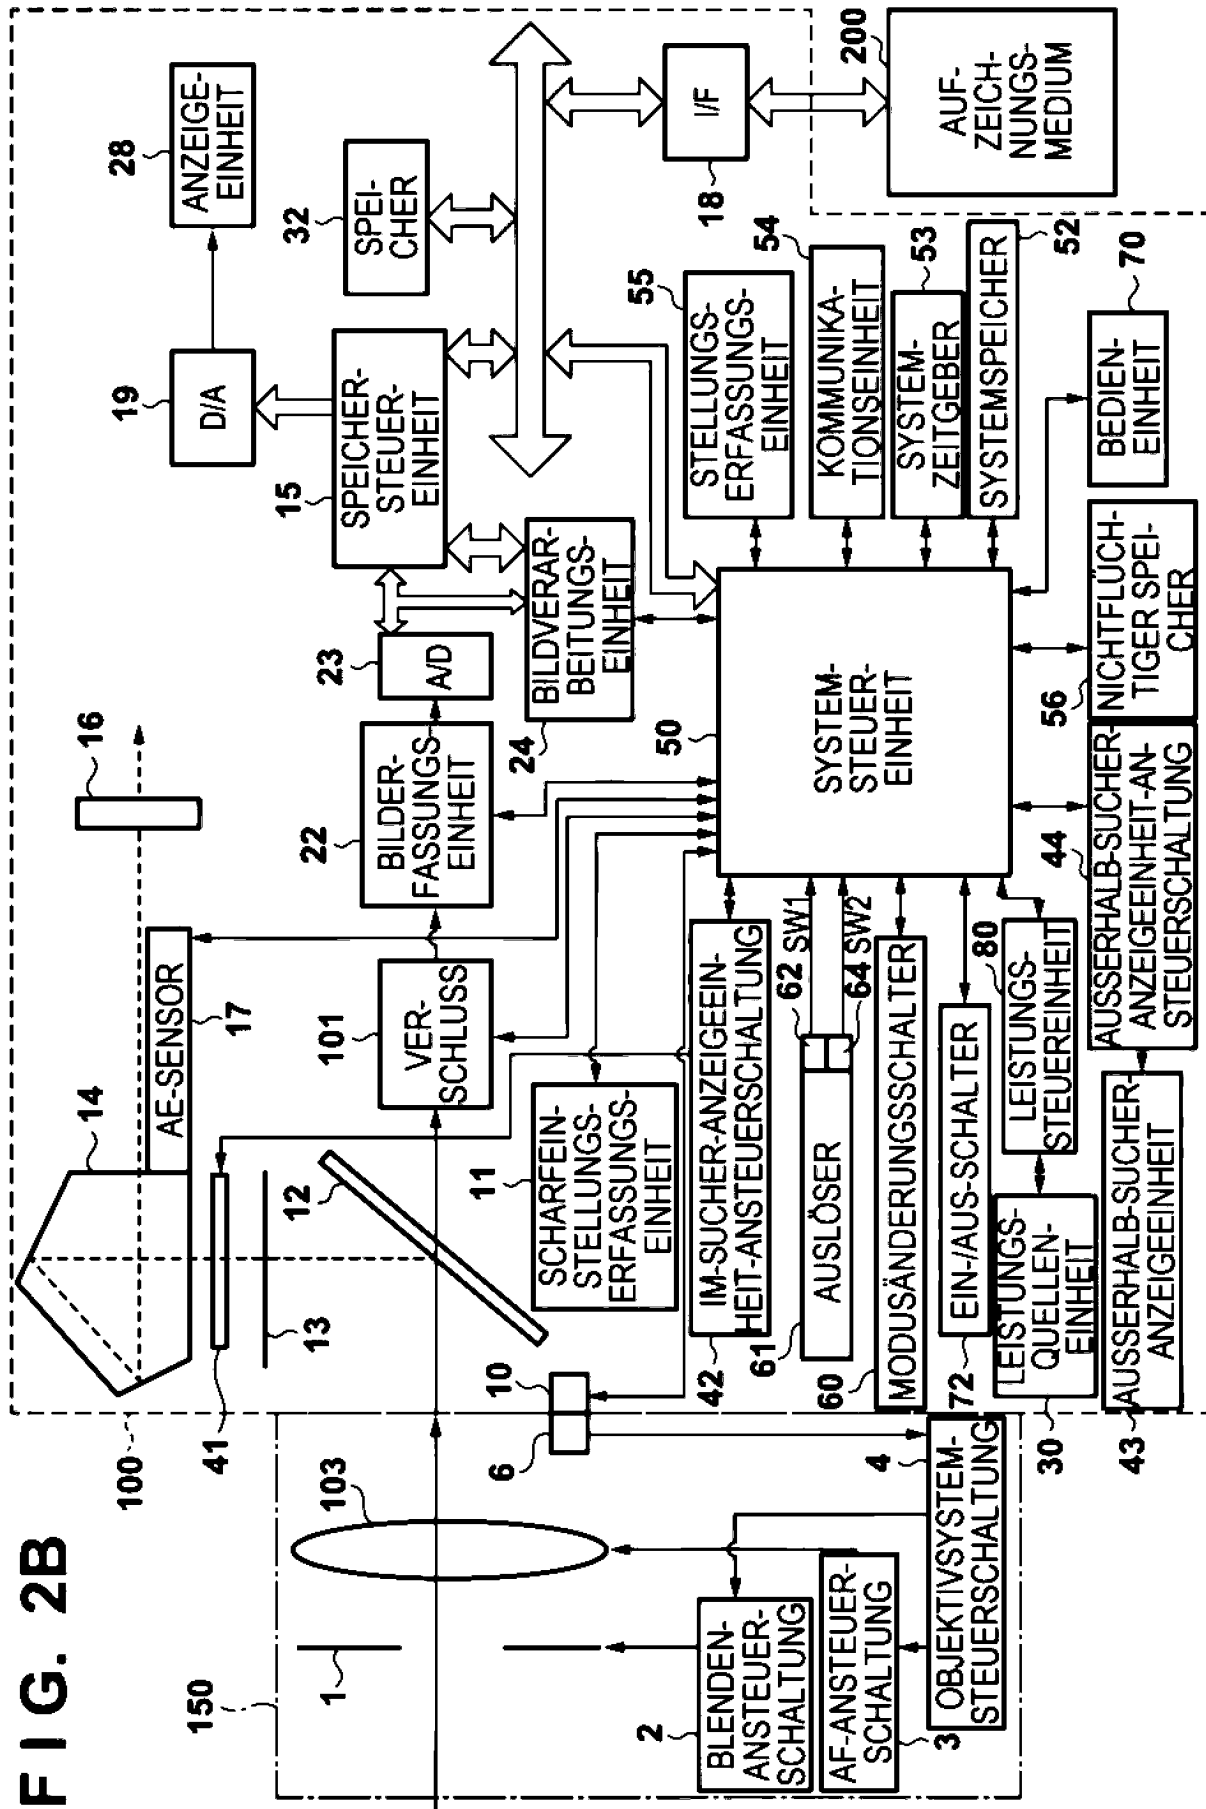 FIG. 2B
150
1
103
2
BLENDEN-
ANSTEUER-
SCHALTUNG
3
AF-ANSTEUER-
SCHALTUNG
4
OBJEKTIVSYSTEM-
STEUERSCHALTUNG
6
10
100
41
13
12
14
AE-SENSOR
17
16
101
VER-
SCHLUSS
11
SCHARFEIN-
STELLUNGS-
ERFASSUNGS-
EINHEIT
22
BILDER-
FASSUNGS
EINHEIT
23
A/D
24
BILDVERAR-
BEITUNGS-
EINHEIT
15
SPEICHER-
STEUER-
EINHEIT
19
D/A
28
ANZEIGE-
EINHEIT
32
SPEI-
CHER
18
I/F
200
AUF-
ZEICH-
NUNGS-
MEDIUM
50
SYSTEM-
STEUER-
EINHEIT
55
STELLUNGS-
ERFASSUNGS-
EINHEIT
54
KOMMUNIKA-
TIONSEINHEIT
53
SYSTEM-
ZEITGEBER
52
SYSTEMSPEICHER
70
BEDIEN-
EINHEIT
56
NICHTFLÜCH-
TIGER SPEI-
CHER
42
IM-SUCHER-ANZEIGEEIN-
HEIT-ANSTEUERSCHALTUNG
61
AUSLÖSER
62
SW1
64
SW2
60
MODUSÄNDERUNGSSCHALTER
72
EIN-/AUS-SCHALTER
80
LEISTUNGS-
STEUEREINHEIT
30
LEISTUNGS
QUELLEN-
EINHEIT
44
AUSSERHALB-SUCHER-
ANZEIGEEINHEIT-AN-
STEUERSCHALTUNG
43
AUSSERHALB-SUCHER-
ANZEIGEEINHEIT